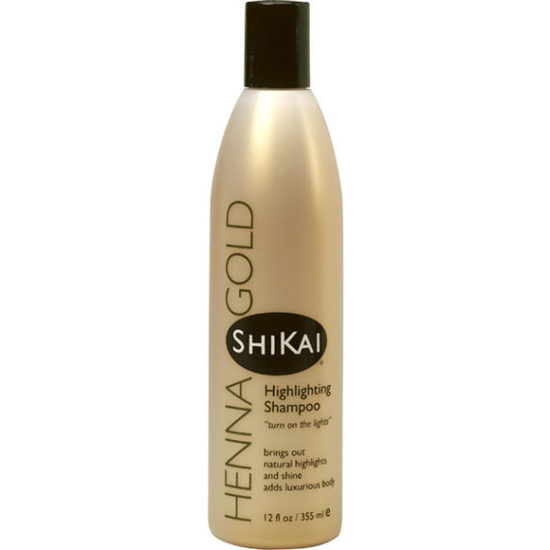 HENNA GOLD
SHIKAI®
Highlighting
Shampoo
"turn on the lights"
brings out
natural highlights
and shine
adds luxurious body
12 fl oz / 355 ml e